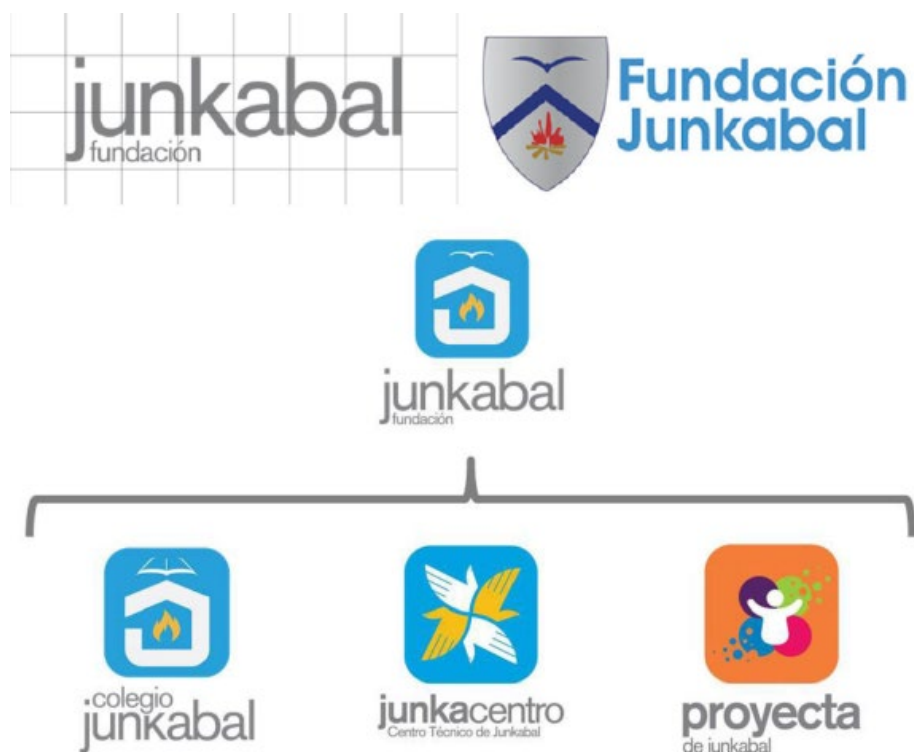 junkabal
fundación
Fundación
Junkabal
junkabal
fundación
colegio
junkabal
junkacentro
Centro Técnico de Junkabal
proyecta
de junkabal